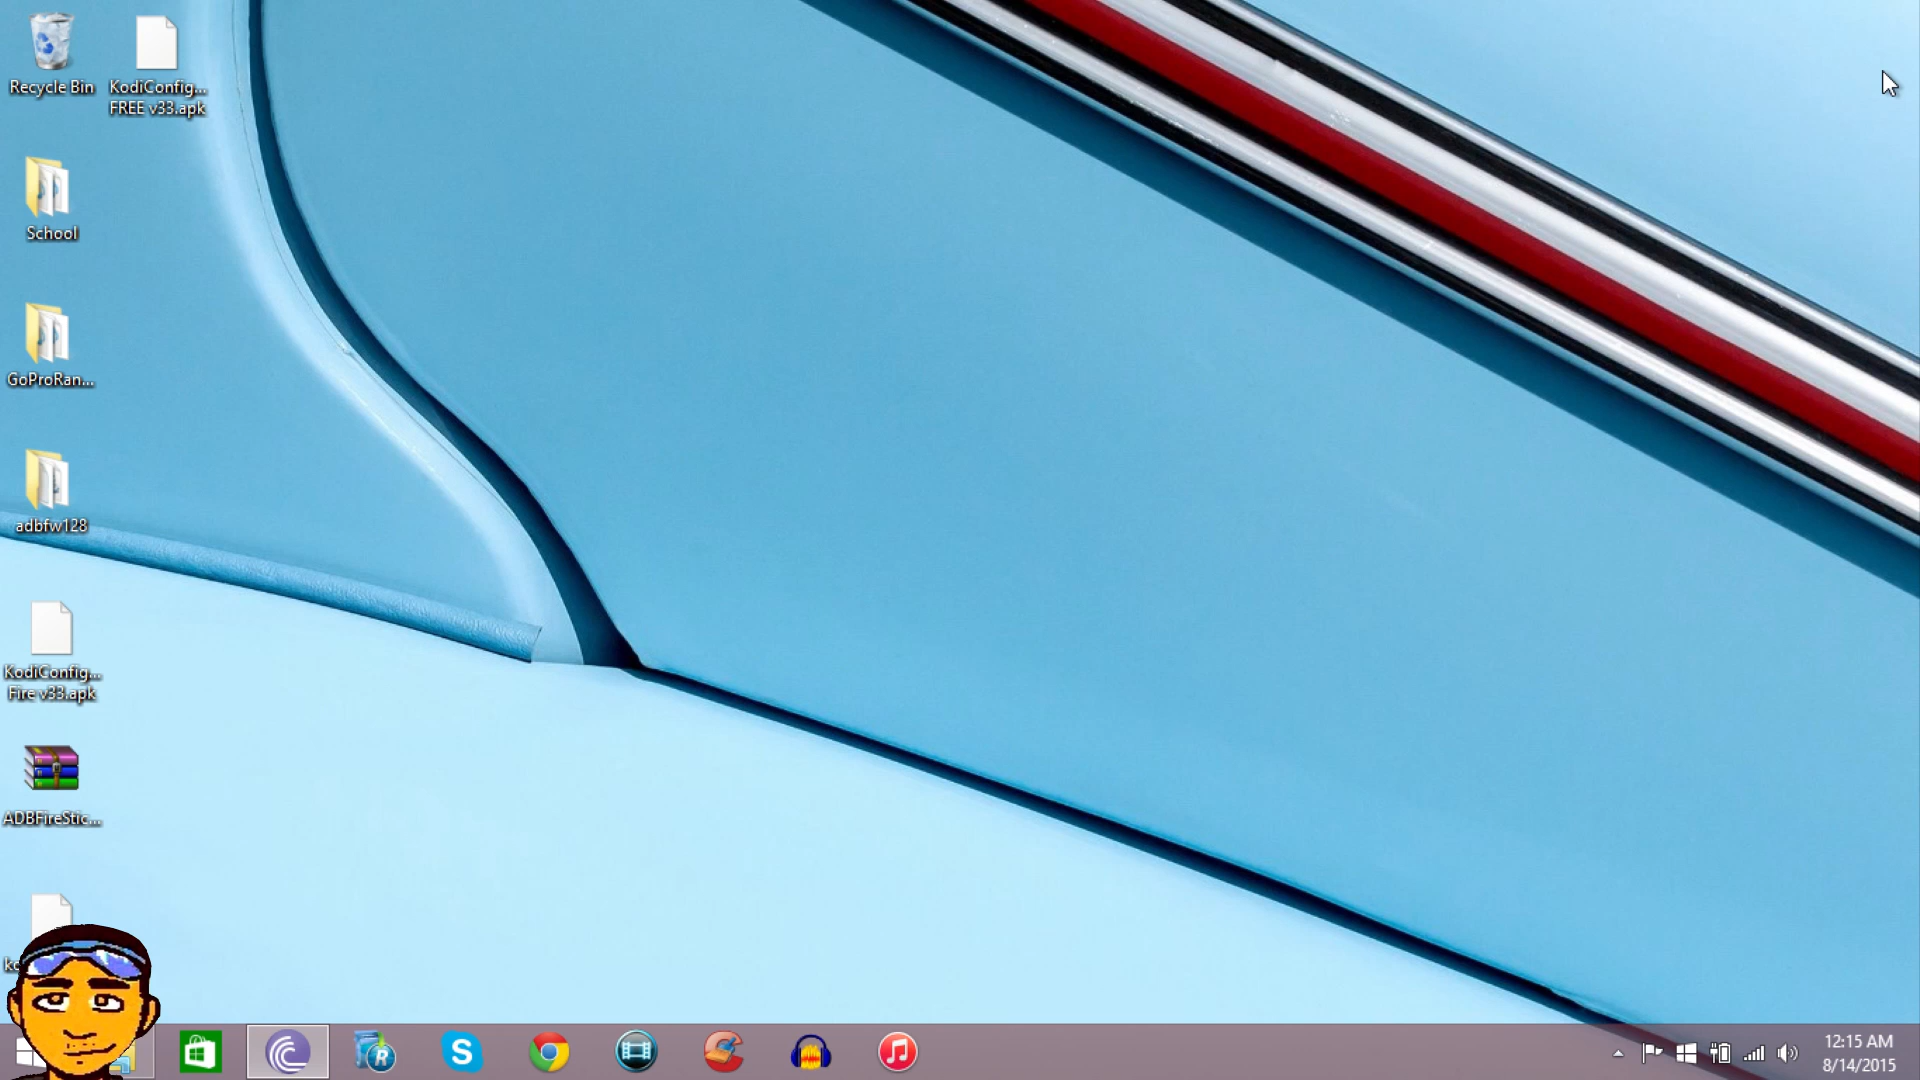 Recycle Bin
KodiConfig...
FREE v33.apk
School
GoProRan...
adbfw128
KodiConfig...
Fire v33.apk
ADBFireStic...
12:15 AM
8/14/2015